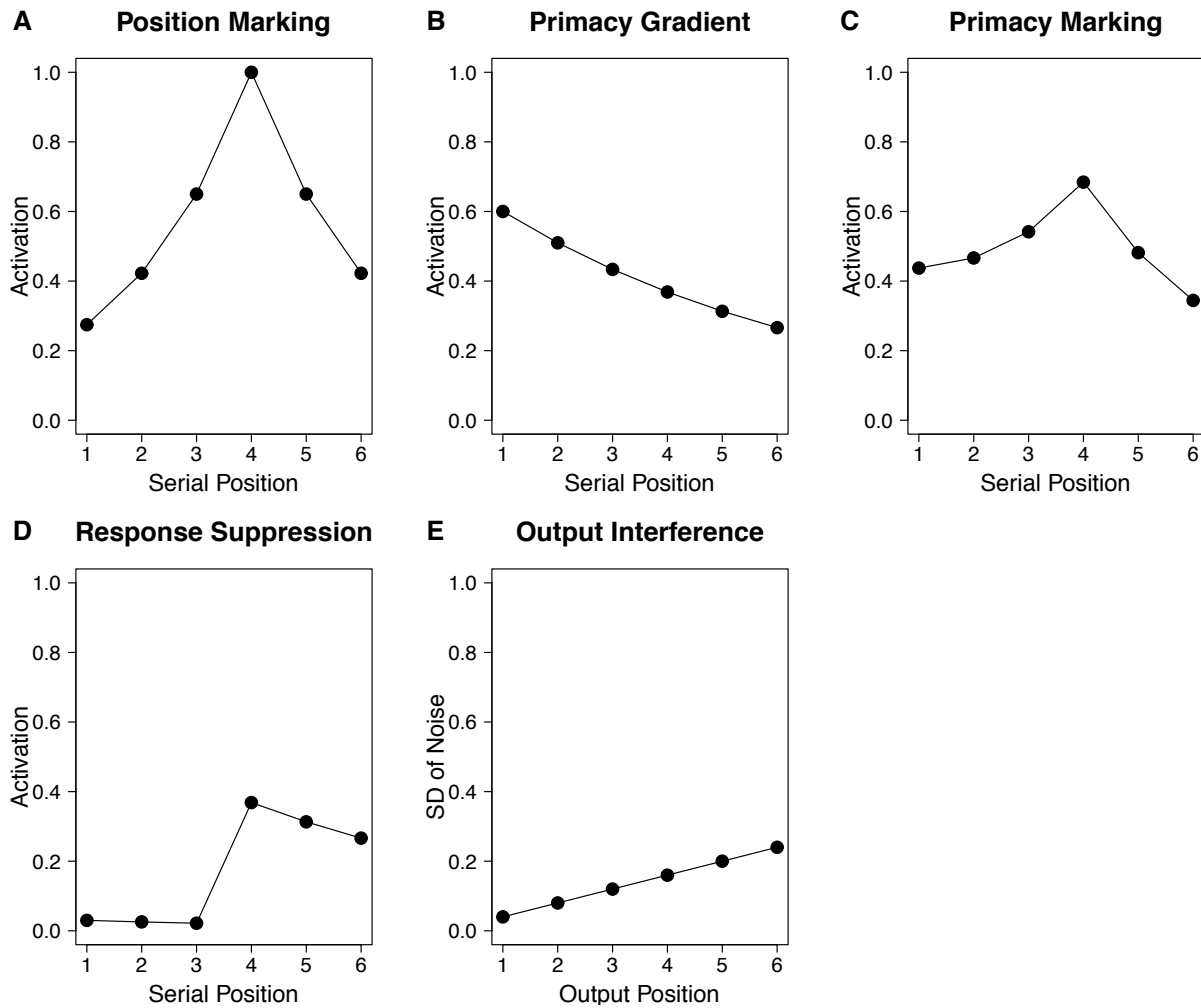 A Position Marking
1.0
0.8
0.6
0.4
0.2
0.0
Activation
1 2 3 4 5 6
Serial Position
B Primacy Gradient
1.0
0.8
0.6
0.4
0.2
0.0
Activation
1 2 3 4 5 6
Serial Position
C Primacy Marking
1.0
0.8
0.6
0.4
0.2
0.0
Activation
1 2 3 4 5 6
Serial Position
D Response Suppression
1.0
0.8
0.6
0.4
0.2
0.0
Activation
1 2 3 4 5 6
Serial Position
E Output Interference
1.0
0.8
0.6
0.4
0.2
0.0
SD of Noise
1 2 3 4 5 6
Output Position